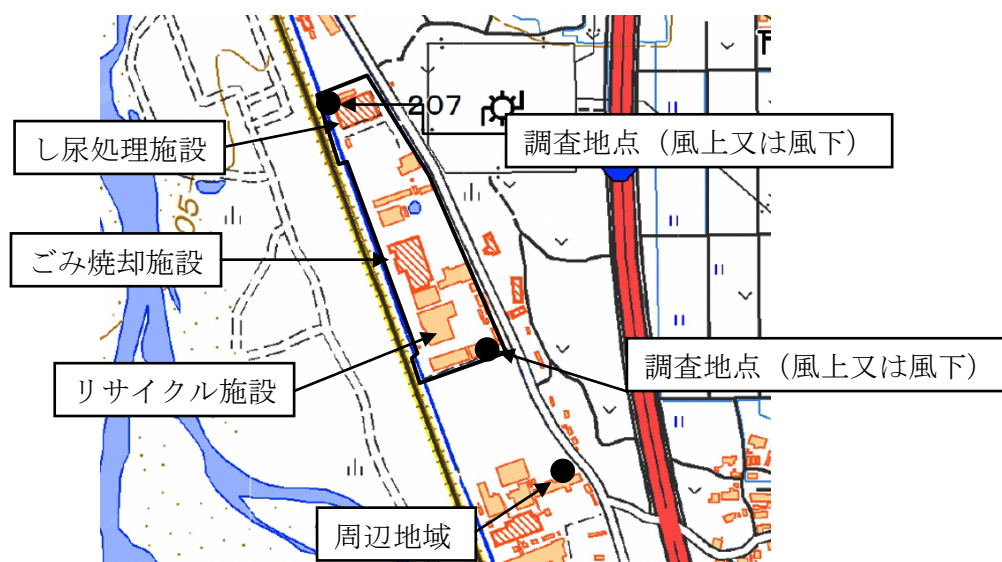 207
し尿処理施設
調査地点（風上又は風下）
ごみ焼却施設
05
リサイクル施設
調査地点（風上又は風下）
周辺地域